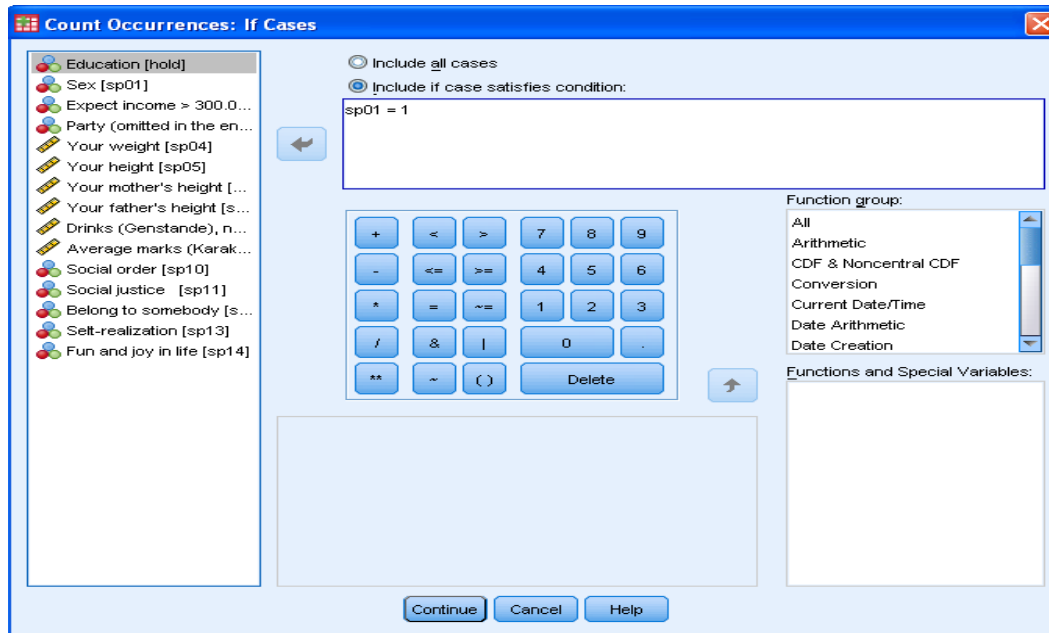 Count Occurrences: If Cases
Education [hold]
Sex [sp01]
Expect income > 300.0...
Party (omitted in the en...
Your weight [sp04]
Your height [sp05]
Your mother's height [...
Your father's height [s...
Drinks (Genstande), n...
Average marks (Karak...
Social order [sp10]
Social justice [sp11]
Belong to somebody [s...
Self-realization [sp13]
Fun and joy in life [sp14]
Include all cases
Include if case satisfies condition:
sp01 = 1
+ < > 7 8 9
- <= >= 4 5 6
* = ~= 1 2 3
/ & | 0 .
** ~ ( ) Delete
Function group:
All
Arithmetic
CDF & Noncentral CDF
Conversion
Current Date/Time
Date Arithmetic
Date Creation
Functions and Special Variables:
Continue Cancel Help